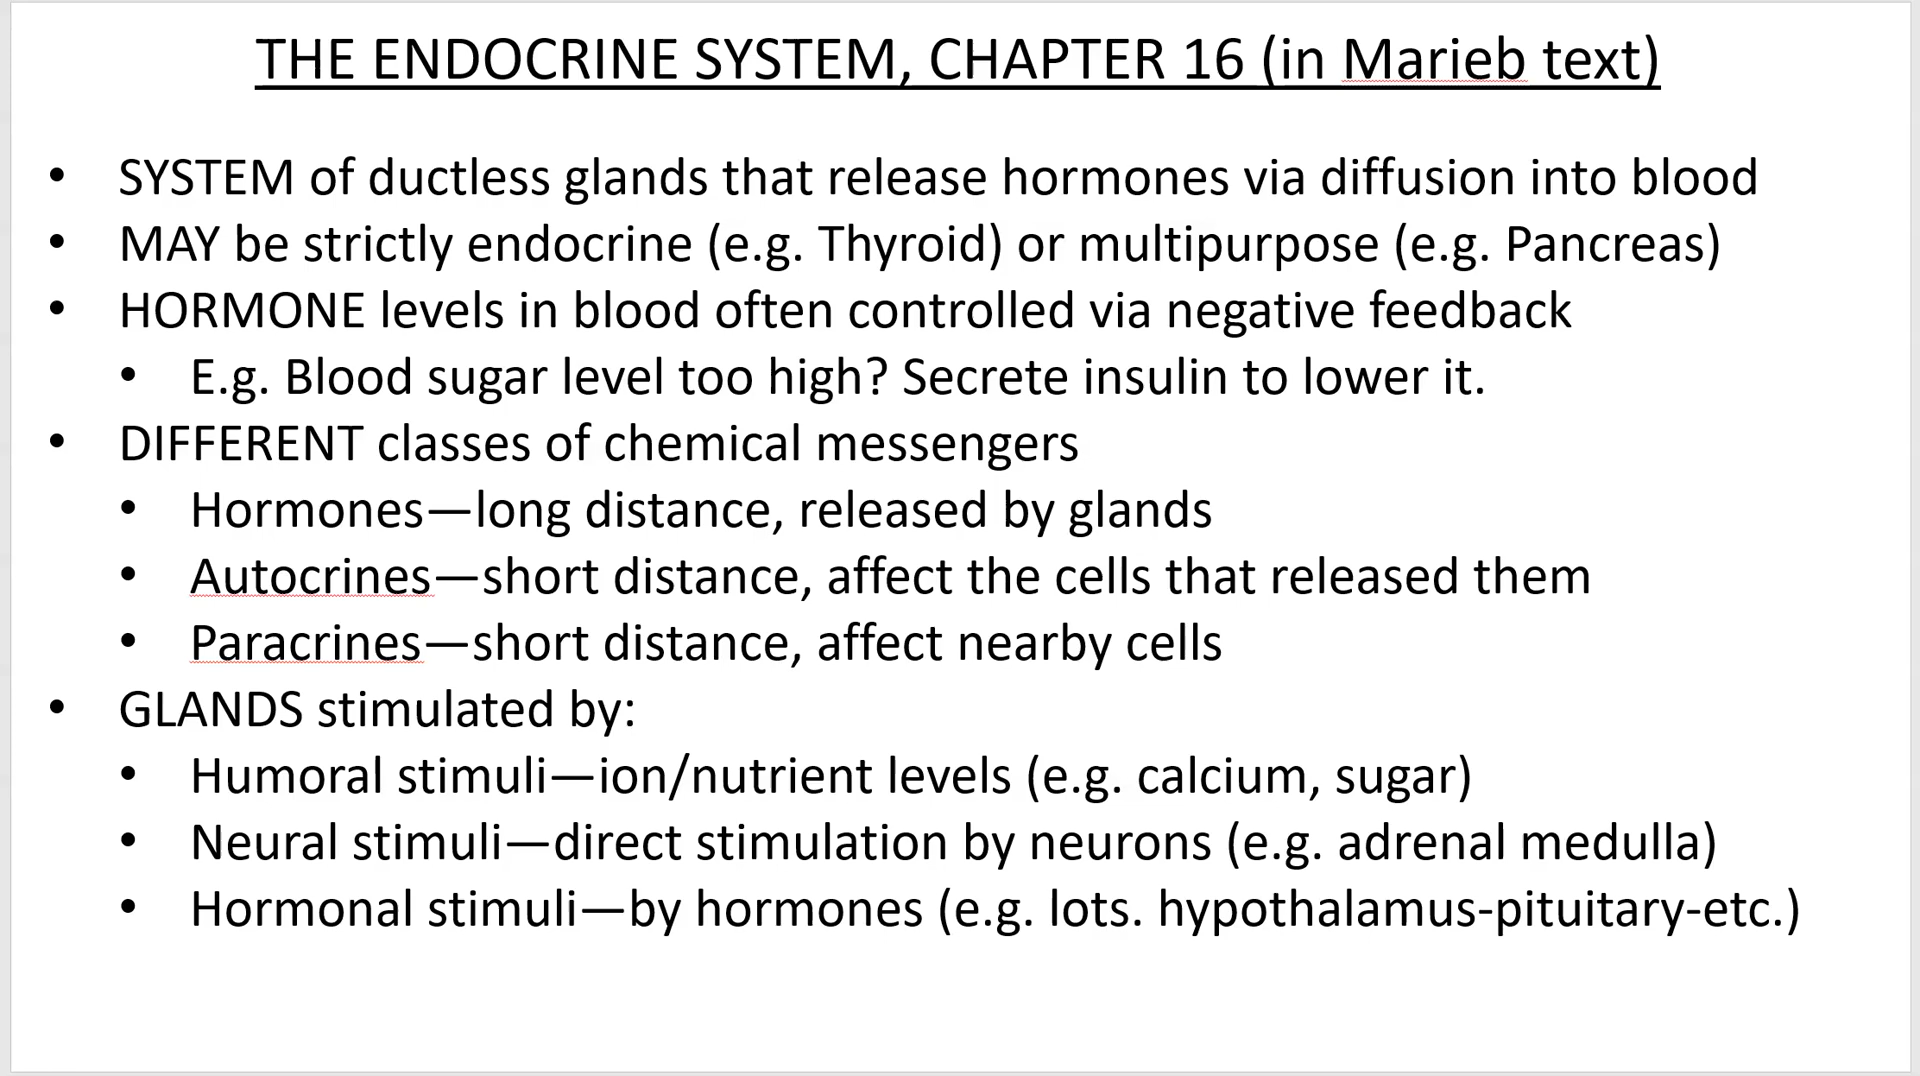 THE ENDOCRINE SYSTEM, CHAPTER 16 (in Marieb text)
• SYSTEM of ductless glands that release hormones via diffusion into blood
• MAY be strictly endocrine (e.g. Thyroid) or multipurpose (e.g. Pancreas)
• HORMONE levels in blood often controlled via negative feedback
• E.g. Blood sugar level too high? Secrete insulin to lower it.
• DIFFERENT classes of chemical messengers
• Hormones—long distance, released by glands
• Autocrines—short distance, affect the cells that released them
• Paracrines—short distance, affect nearby cells
• GLANDS stimulated by:
• Humoral stimuli—ion/nutrient levels (e.g. calcium, sugar)
• Neural stimuli—direct stimulation by neurons (e.g. adrenal medulla)
• Hormonal stimuli—by hormones (e.g. lots. hypothalamus-pituitary-etc.)